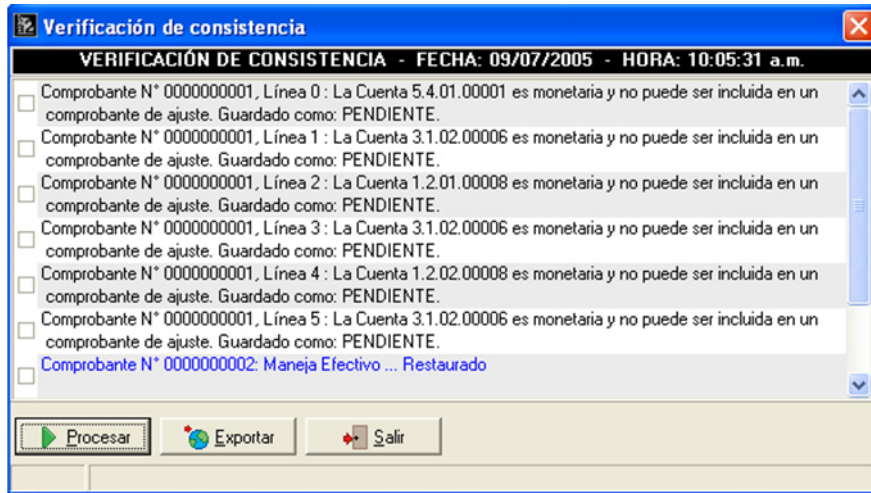 Verificación de consistencia
VERIFICACIÓN DE CONSISTENCIA - FECHA: 09/07/2005 - HORA: 10:05:31 a.m.
Comprobante N° 0000000001, Línea 0 : La Cuenta 5.4.01.00001 es monetaria y no puede ser incluida en un
comprobante de ajuste. Guardado como: PENDIENTE.
Comprobante N° 0000000001, Línea 1 : La Cuenta 3.1.02.00006 es monetaria y no puede ser incluida en un
comprobante de ajuste. Guardado como: PENDIENTE.
Comprobante N° 0000000001, Línea 2 : La Cuenta 1.2.01.00008 es monetaria y no puede ser incluida en un
comprobante de ajuste. Guardado como: PENDIENTE.
Comprobante N° 0000000001, Línea 3 : La Cuenta 3.1.02.00006 es monetaria y no puede ser incluida en un
comprobante de ajuste. Guardado como: PENDIENTE.
Comprobante N° 0000000001, Línea 4 : La Cuenta 1.2.02.00008 es monetaria y no puede ser incluida en un
comprobante de ajuste. Guardado como: PENDIENTE.
Comprobante N° 0000000001, Línea 5 : La Cuenta 3.1.02.00006 es monetaria y no puede ser incluida en un
comprobante de ajuste. Guardado como: PENDIENTE.
Comprobante N° 0000000002: Maneja Efectivo ... Restaurado
Procesar Exportar Salir